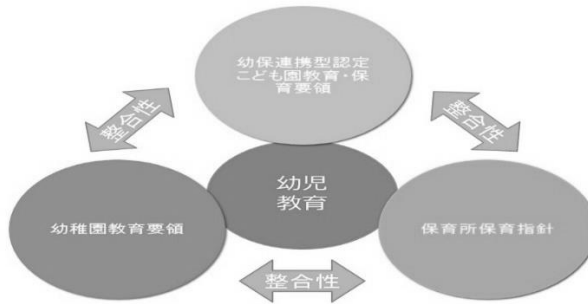 幼保連携型認定
こども園教育・保
育要領
整合性
整合性
幼児
教育
幼稚園教育要領
保育所保育指針
整合性